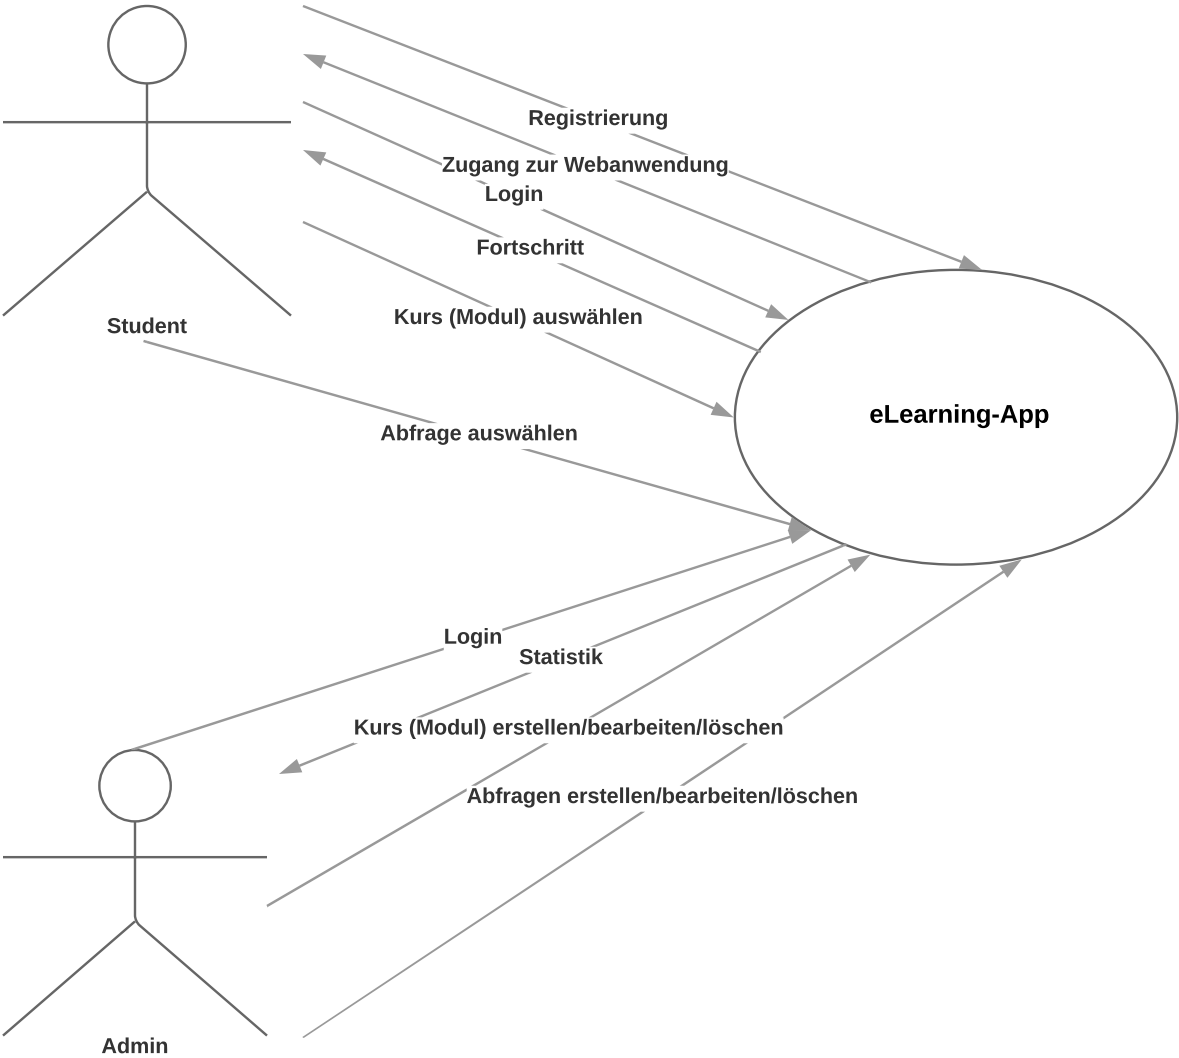 Registrierung
Zugang zur Webanwendung
Login
Fortschritt
Kurs (Modul) auswählen
Student
eLearning-App
Abfrage auswählen
Login
Statistik
Kurs (Modul) erstellen/bearbeiten/löschen
Abfragen erstellen/bearbeiten/löschen
Admin